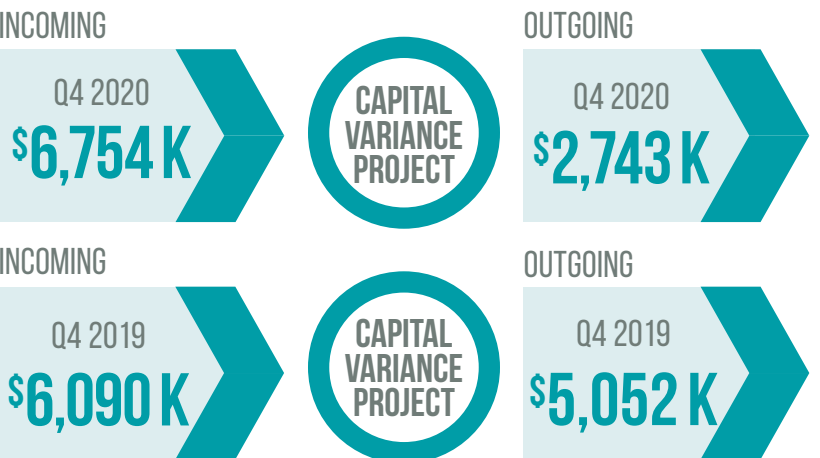 INCOMING
Q4 2020
$6,754 K
CAPITAL
VARIANCE
PROJECT
OUTGOING
Q4 2020
$2,743 K
INCOMING
Q4 2019
$6,090 K
CAPITAL
VARIANCE
PROJECT
OUTGOING
Q4 2019
$5,052 K